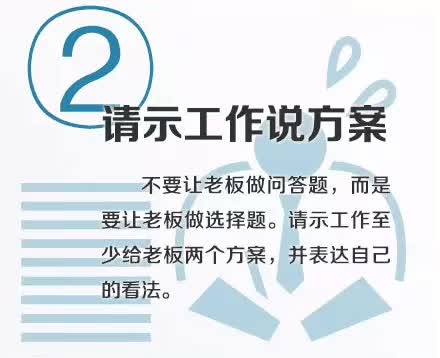 2
请示工作说方案
不要让老板做问答题，而是
要让老板做选择题。请示工作至
少给老板两个方案，并表达自己
的看法。